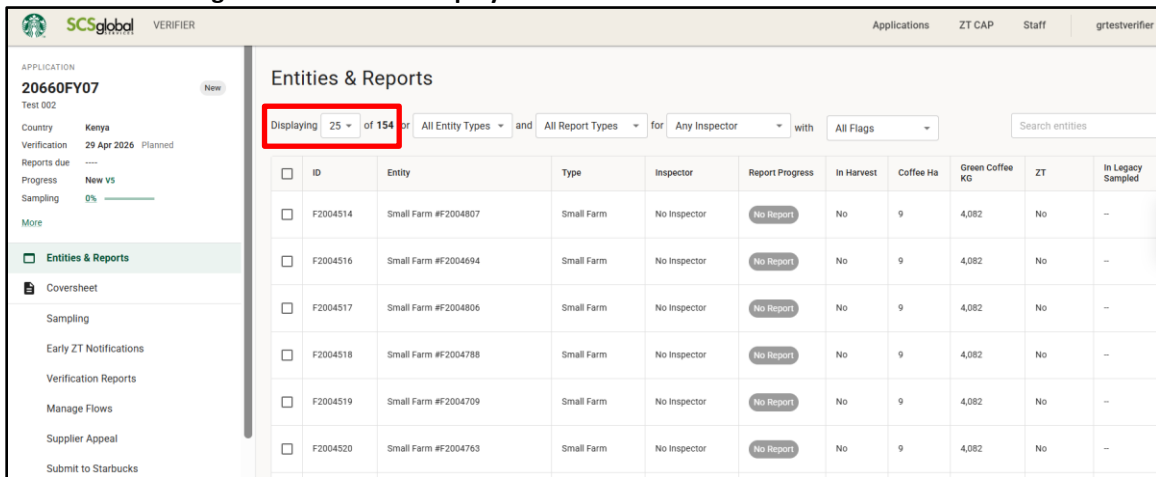 SCSglobal SERVICES VERIFIER Applications ZT CAP Staff grtestverifier
APPLICATION
20660FY07 New
Test 002
Country Kenya
Verification 29 Apr 2026 Planned
Reports due ----
Progress New V5
Sampling 0%
More
Entities & Reports
Coversheet
Sampling
Early ZT Notifications
Verification Reports
Manage Flows
Supplier Appeal
Submit to Starbucks
Entities & Reports
Displaying 25 of 154 or All Entity Types and All Report Types for Any Inspector with All Flags Search entities
ID Entity Type Inspector Report Progress In Harvest Coffee Ha Green Coffee KG ZT In Legacy Sampled
F2004514 Small Farm #F2004807 Small Farm No Inspector No Report No 9 4,082 No --
F2004516 Small Farm #F2004694 Small Farm No Inspector No Report No 9 4,082 No --
F2004517 Small Farm #F2004806 Small Farm No Inspector No Report No 9 4,082 No --
F2004518 Small Farm #F2004788 Small Farm No Inspector No Report No 9 4,082 No --
F2004519 Small Farm #F2004709 Small Farm No Inspector No Report No 9 4,082 No --
F2004520 Small Farm #F2004763 Small Farm No Inspector No Report No 9 4,082 No --